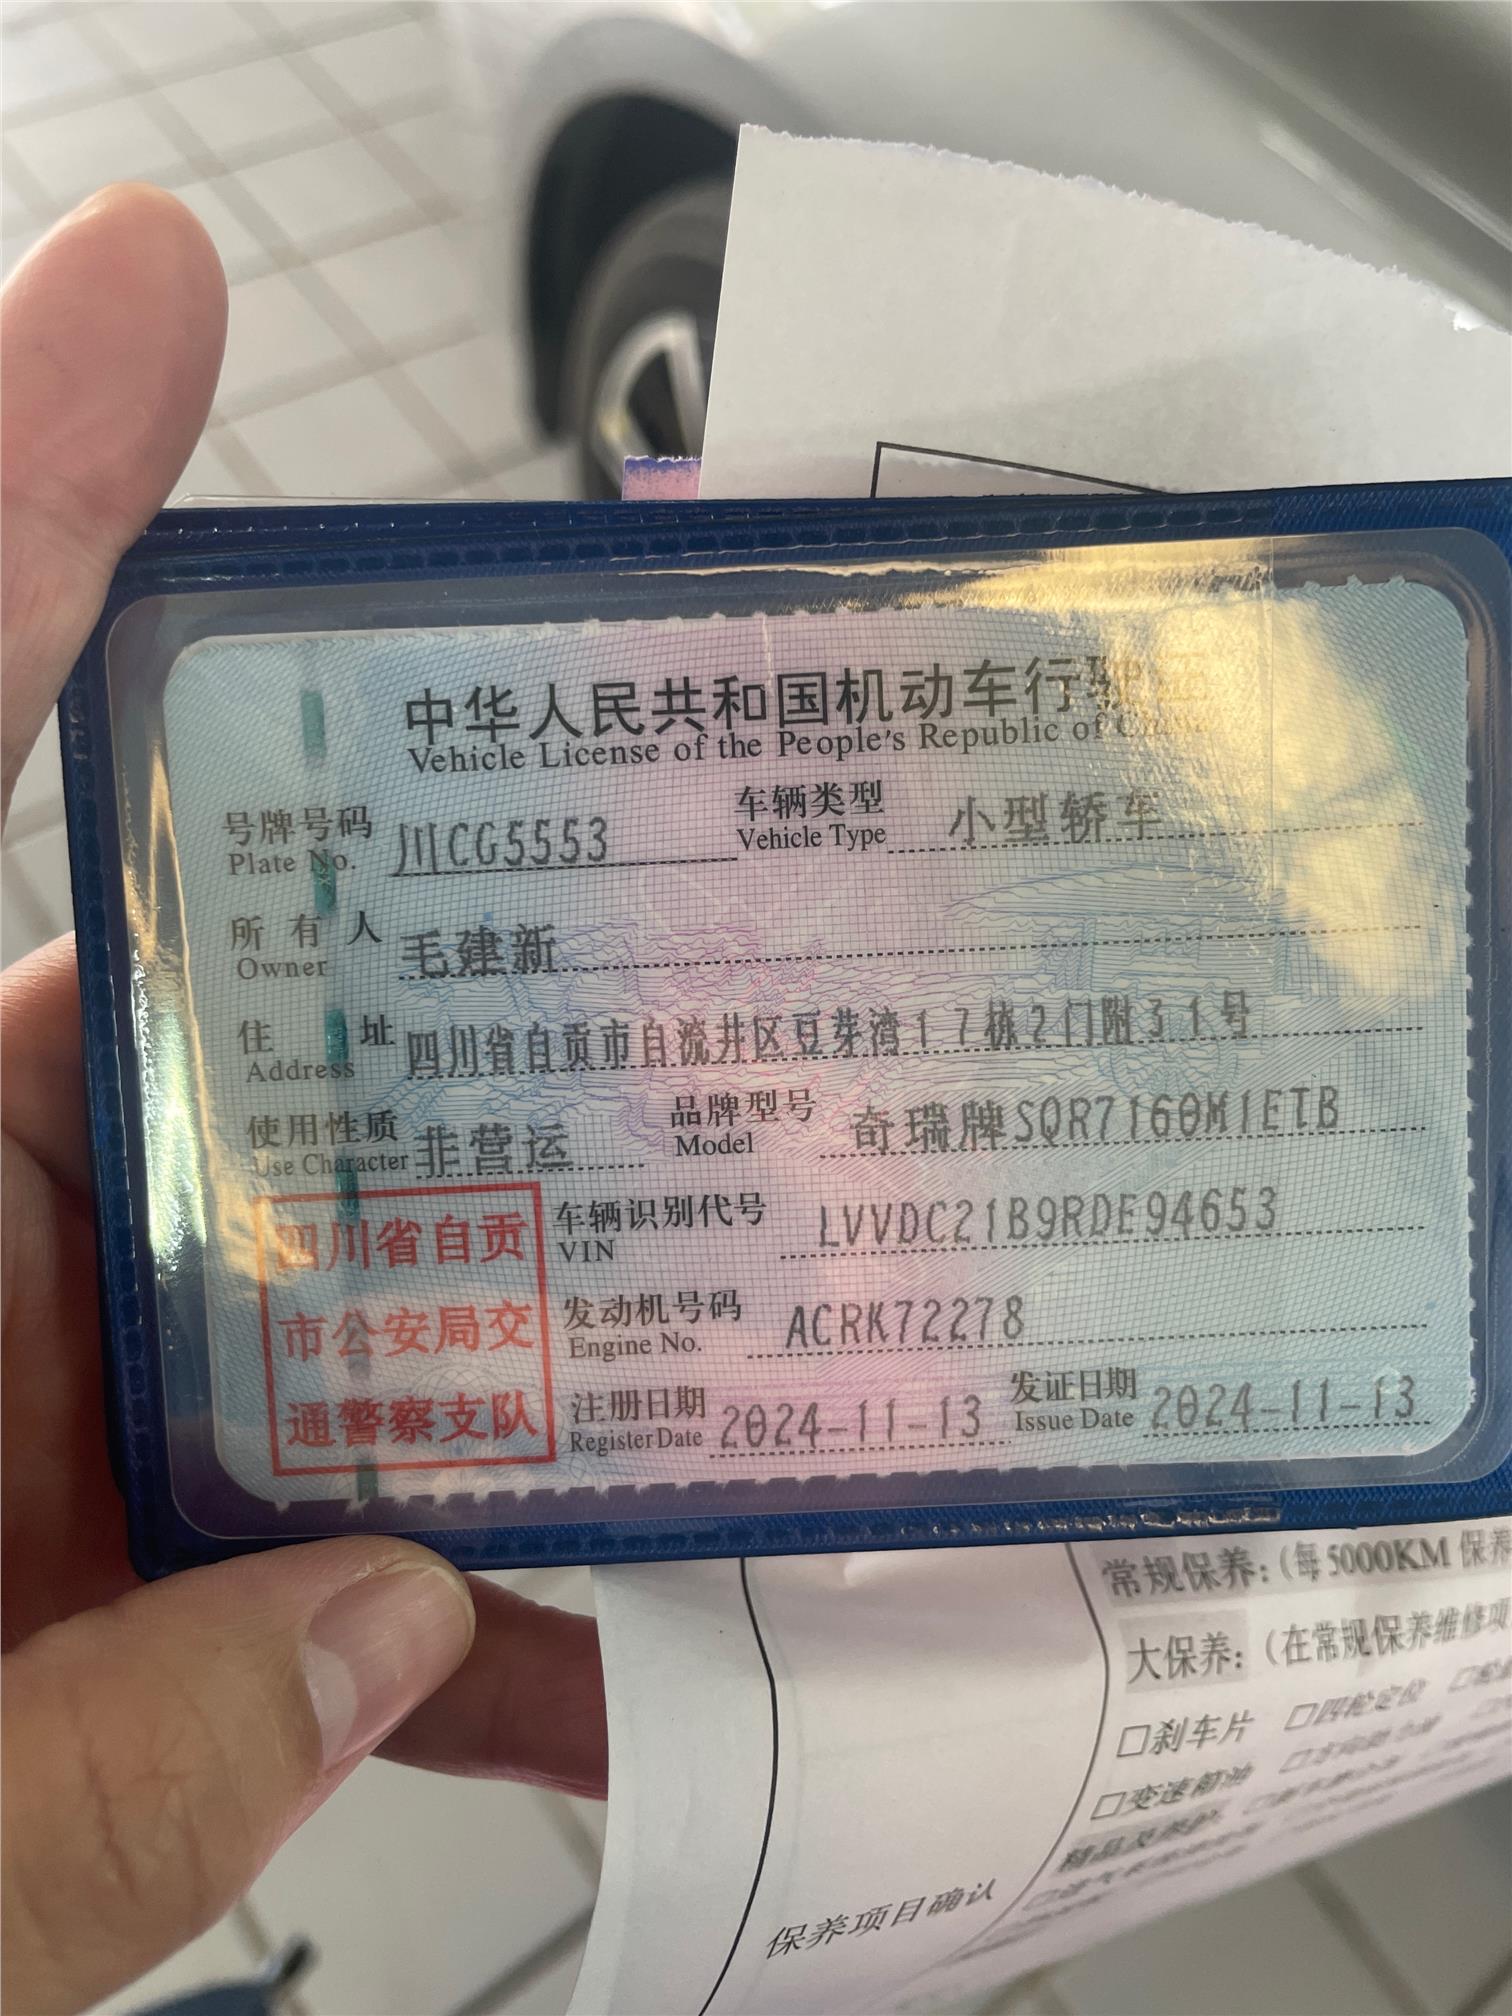 中华人民共和国机动车行驶证
Vehicle License of the People's Republic of China
号牌号码 川CG5553 车辆类型 小型轿车
Plate No. Vehicle Type
所有人 毛建新
Owner
住址 四川省自贡市自流井区豆芽湾17栋2门附31号
Address
使用性质 非营运 品牌型号 奇瑞牌SQR7160M1ETB
Use Character Model
四川省自贡
市公安局交
通警察支队
车辆识别代号 LVVDC21B9RDE94653
VIN
发动机号码 ACRK72278
Engine No.
注册日期 2024-11-13 发证日期 2024-11-13
Register Date Issue Date
常规保养：(每5000KM保养
大保养：(在常规保养维修项
□刹车片 □四轮定位
□变速箱油
精品及养护
保养项目确认